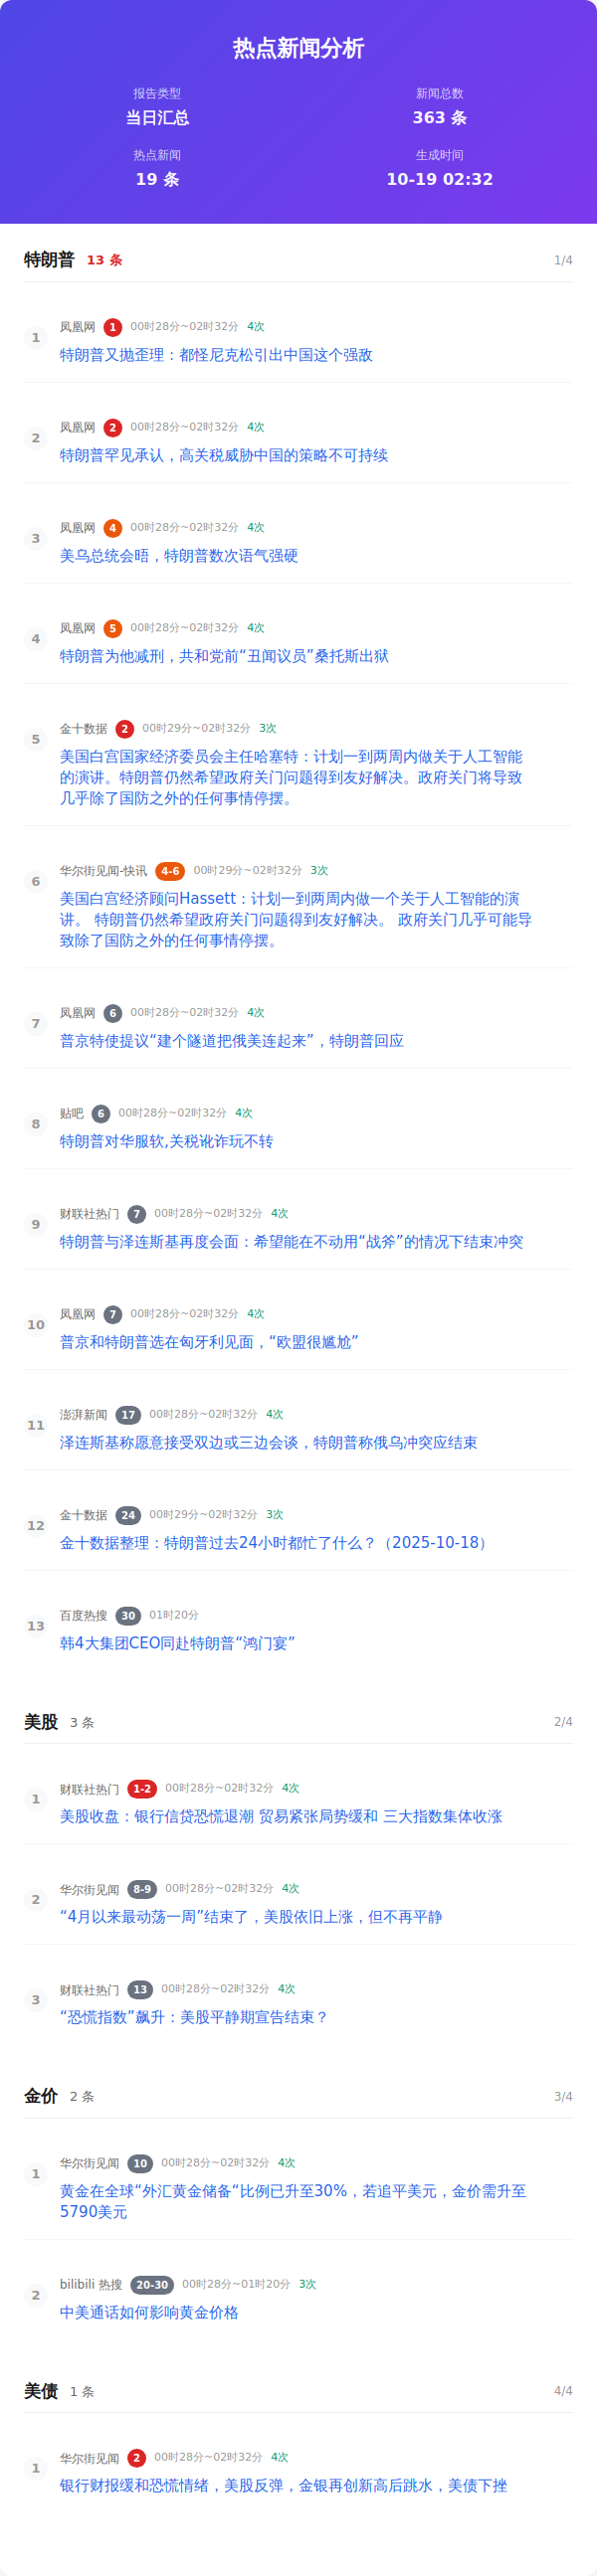 热点新闻分析
报告类型
新闻总数
当日汇总
363 条
热点新闻
生成时间
19 条
10-19 02:32
特朗普 13 条 1/4
1
凤凰网 1 00时28分~02时32分 4次
特朗普又抛歪理：都怪尼克松引出中国这个强敌
2
凤凰网 2 00时28分~02时32分 4次
特朗普罕见承认，高关税威胁中国的策略不可持续
3
凤凰网 4 00时28分~02时32分 4次
美乌总统会晤，特朗普数次语气强硬
4
凤凰网 5 00时28分~02时32分 4次
特朗普为他减刑，共和党前“丑闻议员”桑托斯出狱
5
金十数据 2 00时29分~02时32分 3次
美国白宫国家经济委员会主任哈塞特：计划一到两周内做关于人工智能
的演讲。特朗普仍然希望政府关门问题得到友好解决。政府关门将导致
几乎除了国防之外的任何事情停摆。
6
华尔街见闻-快讯 4-6 00时29分~02时32分 3次
美国白宫经济顾问Hassett：计划一到两周内做一个关于人工智能的演
讲。 特朗普仍然希望政府关门问题得到友好解决。 政府关门几乎可能导
致除了国防之外的任何事情停摆。
7
凤凰网 6 00时28分~02时32分 4次
普京特使提议“建个隧道把俄美连起来”，特朗普回应
8
贴吧 6 00时28分~02时32分 4次
特朗普对华服软,关税讹诈玩不转
9
财联社热门 7 00时28分~02时32分 4次
特朗普与泽连斯基再度会面：希望能在不动用“战斧”的情况下结束冲突
10
凤凰网 7 00时28分~02时32分 4次
普京和特朗普选在匈牙利见面，“欧盟很尴尬”
11
澎湃新闻 17 00时28分~02时32分 4次
泽连斯基称愿意接受双边或三边会谈，特朗普称俄乌冲突应结束
12
金十数据 24 00时29分~02时32分 3次
金十数据整理：特朗普过去24小时都忙了什么？（2025-10-18）
13
百度热搜 30 01时20分
韩4大集团CEO同赴特朗普“鸿门宴”
美股 3 条 2/4
1
财联社热门 1-2 00时28分~02时32分 4次
美股收盘：银行信贷恐慌退潮 贸易紧张局势缓和 三大指数集体收涨
2
华尔街见闻 8-9 00时28分~02时32分 4次
“4月以来最动荡一周”结束了，美股依旧上涨，但不再平静
3
财联社热门 13 00时28分~02时32分 4次
“恐慌指数”飙升：美股平静期宣告结束？
金价 2 条 3/4
1
华尔街见闻 10 00时28分~02时32分 4次
黄金在全球“外汇黄金储备“比例已升至30%，若追平美元，金价需升至
5790美元
2
bilibili 热搜 20-30 00时28分~01时20分 3次
中美通话如何影响黄金价格
美债 1 条 4/4
1
华尔街见闻 2 00时28分~02时32分 4次
银行财报缓和恐慌情绪，美股反弹，金银再创新高后跳水，美债下挫